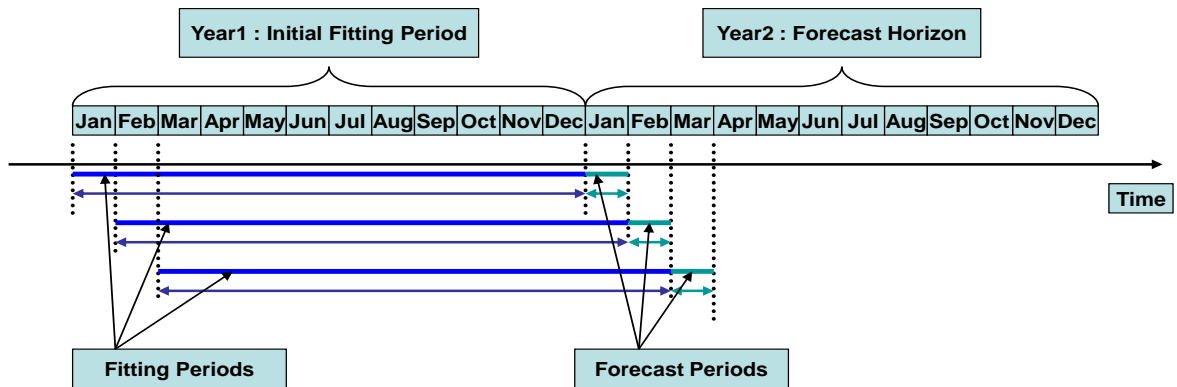 Year1 : Initial Fitting Period
Year2 : Forecast Horizon
Jan Feb Mar Apr May Jun Jul Aug Sep Oct Nov Dec Jan Feb Mar Apr May Jun Jul Aug Sep Oct Nov Dec
Time
Fitting Periods
Forecast Periods